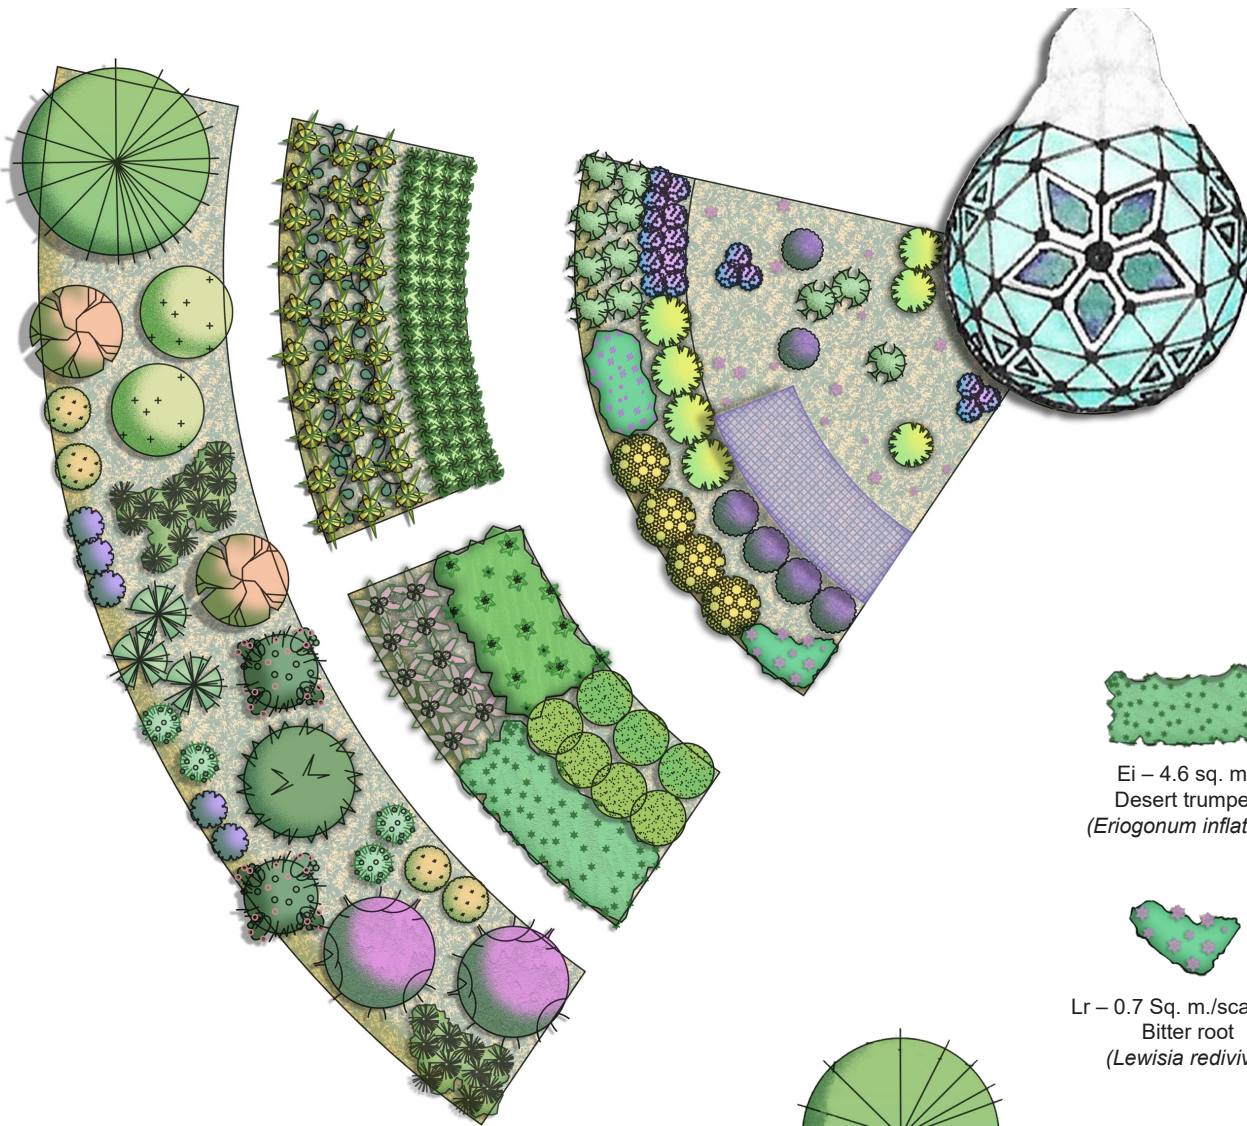 Ei – 4.6 sq. m
Desert trumpe
(Eriogonum inflat
Lr – 0.7 Sq. m./sca
Bitter root
(Lewisia rediviv